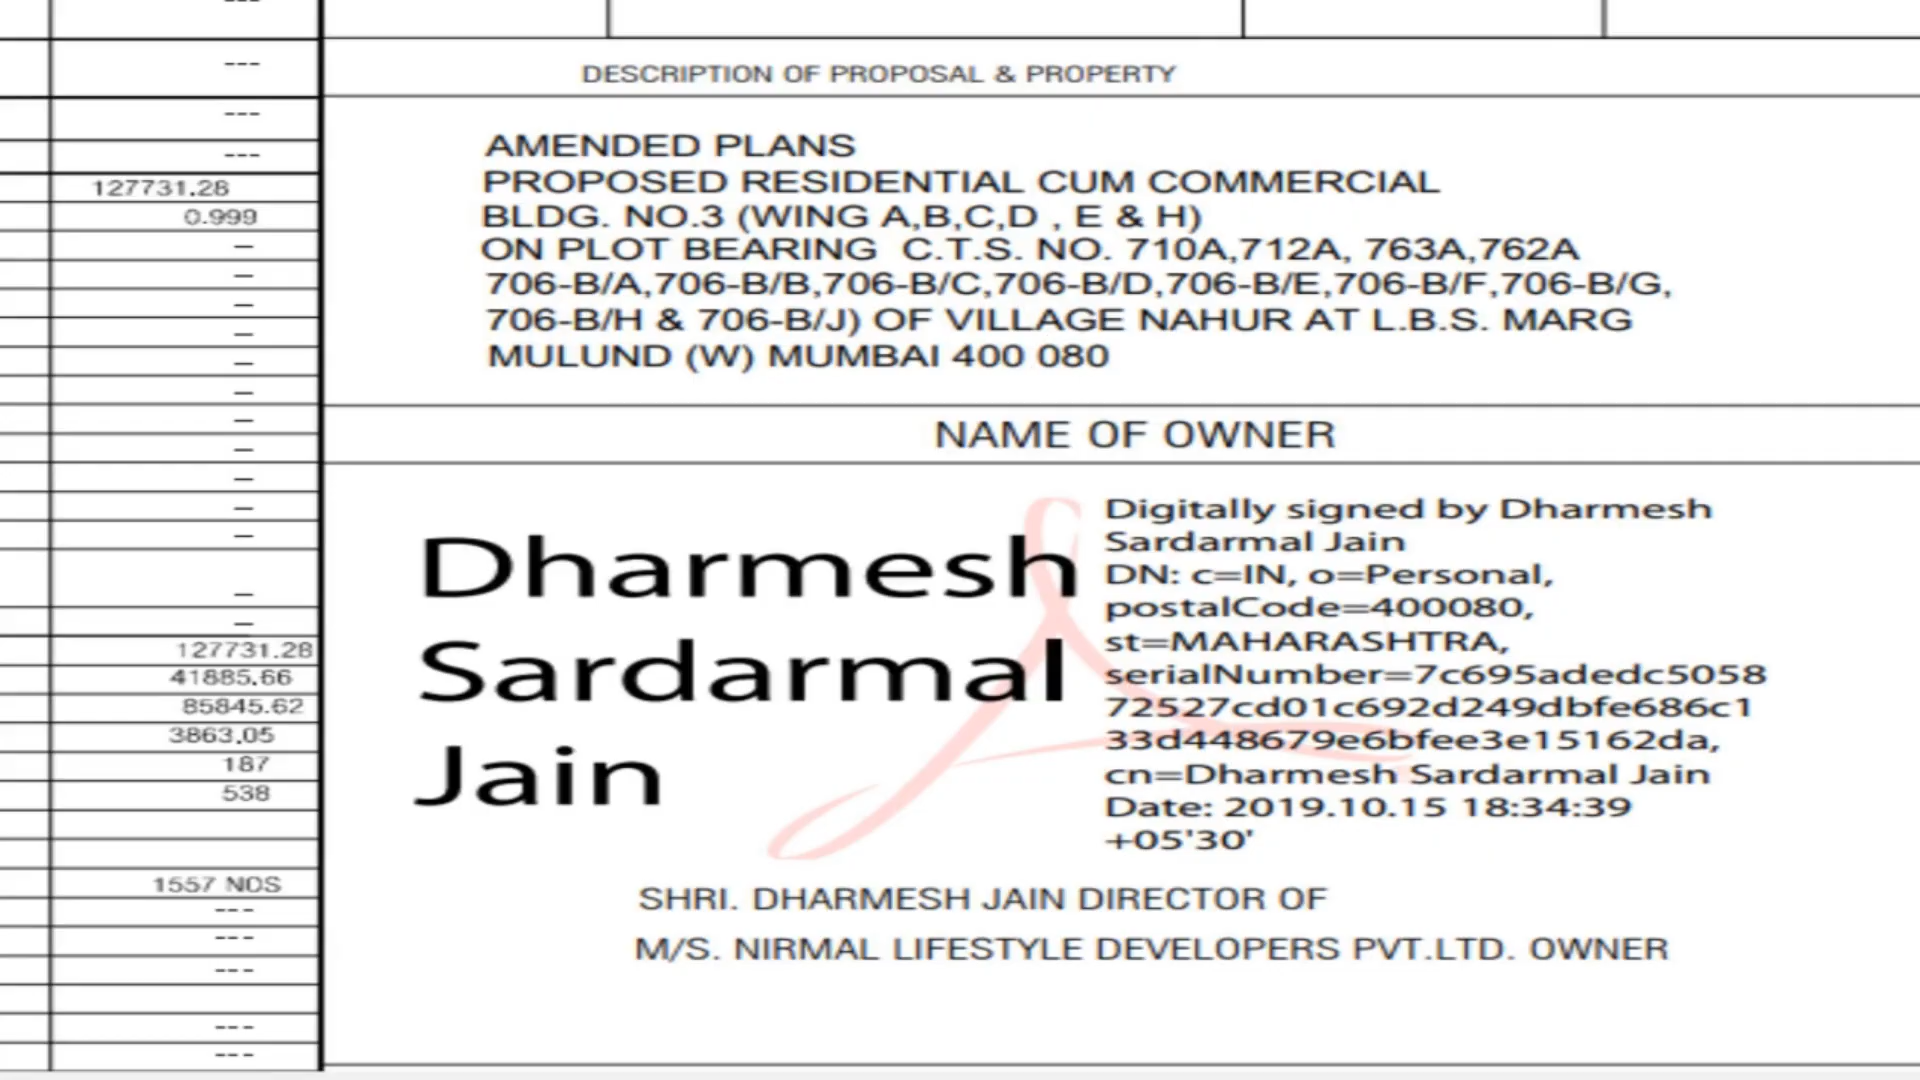 ---
---
---
---
127731.28
0.999
–
–
–
–
–
–
–
–
–
–
–
–
–
127731.28
41885.66
85845.62
3863.05
187
538
1557 NOS
---
---
---
---
---
DESCRIPTION OF PROPOSAL & PROPERTY
AMENDED PLANS
PROPOSED RESIDENTIAL CUM COMMERCIAL
BLDG. NO.3 (WING A,B,C,D , E & H)
ON PLOT BEARING C.T.S. NO. 710A,712A, 763A,762A
706-B/A,706-B/B,706-B/C,706-B/D,706-B/E,706-B/F,706-B/G,
706-B/H & 706-B/J) OF VILLAGE NAHUR AT L.B.S. MARG
MULUND (W) MUMBAI 400 080
NAME OF OWNER
Dharmesh
Sardarmal
Jain
Digitally signed by Dharmesh
Sardarmal Jain
DN: c=IN, o=Personal,
postalCode=400080,
st=MAHARASHTRA,
serialNumber=7c695adedc5058
72527cd01c692d249dbfe686c1
33d448679e6bfee3e15162da,
cn=Dharmesh Sardarmal Jain
Date: 2019.10.15 18:34:39
+05'30'
SHRI. DHARMESH JAIN DIRECTOR OF
M/S. NIRMAL LIFESTYLE DEVELOPERS PVT.LTD. OWNER